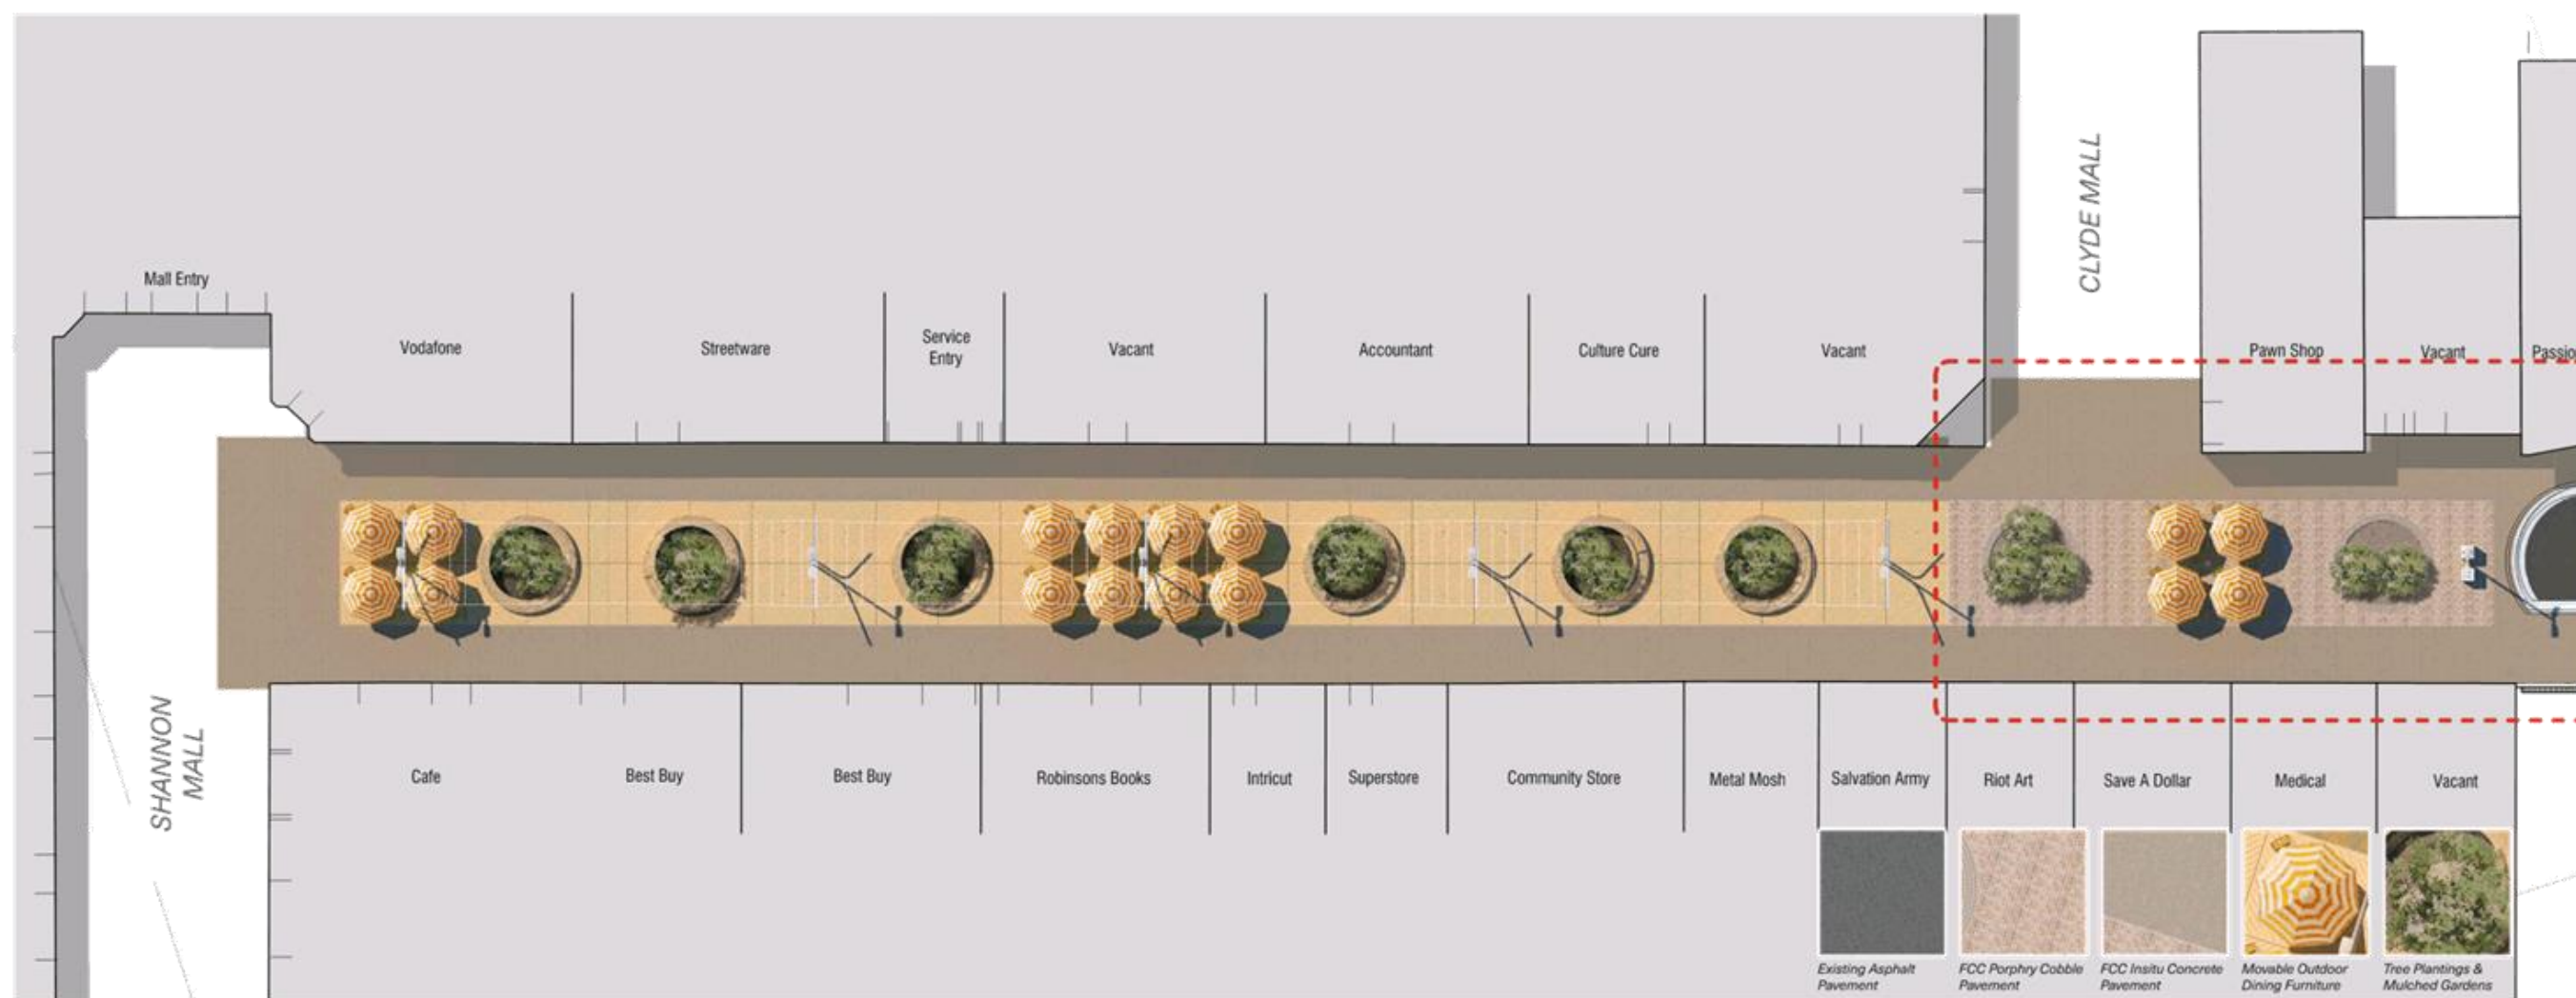 Mall Entry
Vodafone
Streetware
Service
Entry
Vacant
Accountant
Culture Cure
Vacant
CLYDE MALL
Pawn Shop
Vacant
Passio
SHANNON
MALL
Cafe
Best Buy
Best Buy
Robinsons Books
Intricut
Superstore
Community Store
Metal Mosh
Salvation Army
Riot Art
Save A Dollar
Medical
Vacant
Existing Asphalt
Pavement
FCC Porphry Cobble
Pavement
FCC Insitu Concrete
Pavement
Movable Outdoor
Dining Furniture
Tree Plantings &
Mulched Gardens